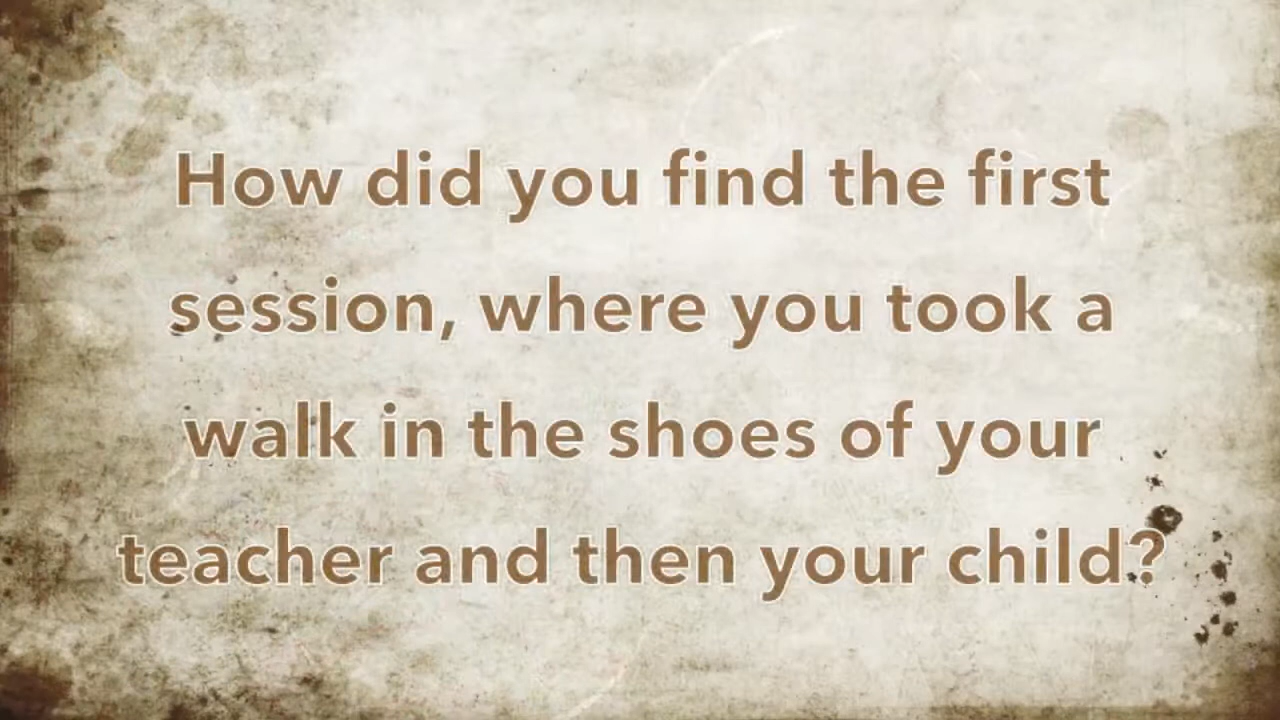 How did you find the first
session, where you took a
walk in the shoes of your
teacher and then your child?